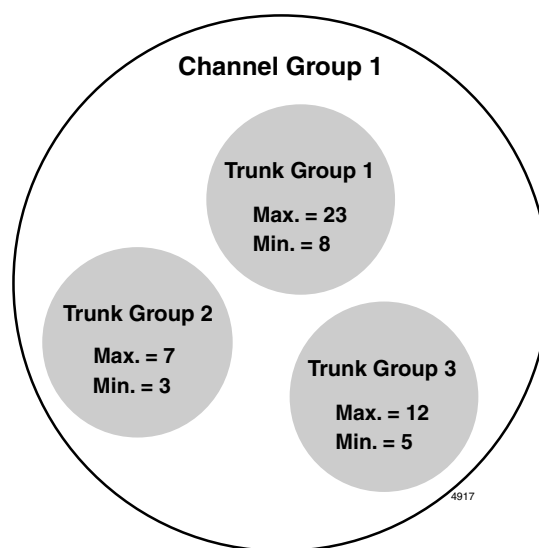 Channel Group 1
Trunk Group 1
Max. = 23
Min. = 8
Trunk Group 2
Max. = 7
Min. = 3
Trunk Group 3
Max. = 12
Min. = 5
4917